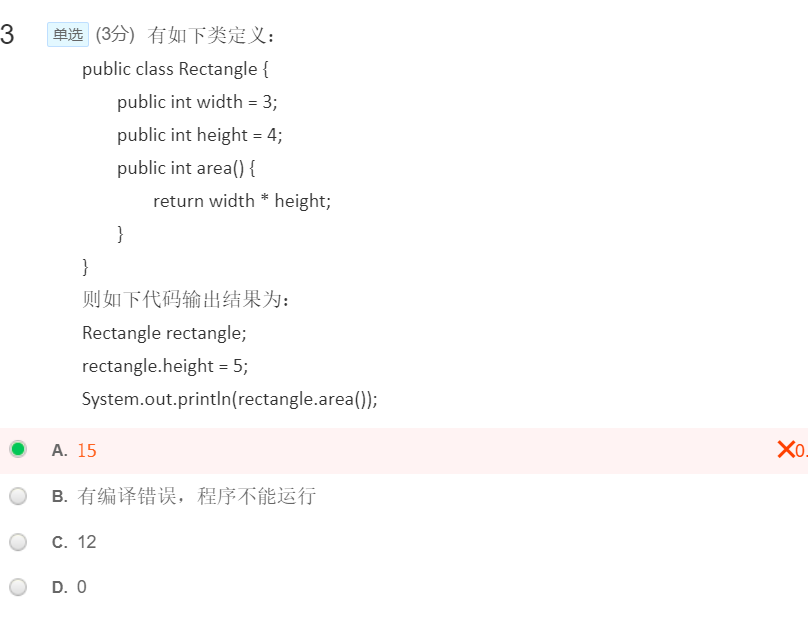 3 单选 (3分) 有如下类定义：
public class Rectangle {
public int width = 3;
public int height = 4;
public int area() {
return width * height;
}
}
则如下代码输出结果为：
Rectangle rectangle;
rectangle.height = 5;
System.out.println(rectangle.area());
A. 15 0.
B. 有编译错误，程序不能运行
C. 12
D. 0